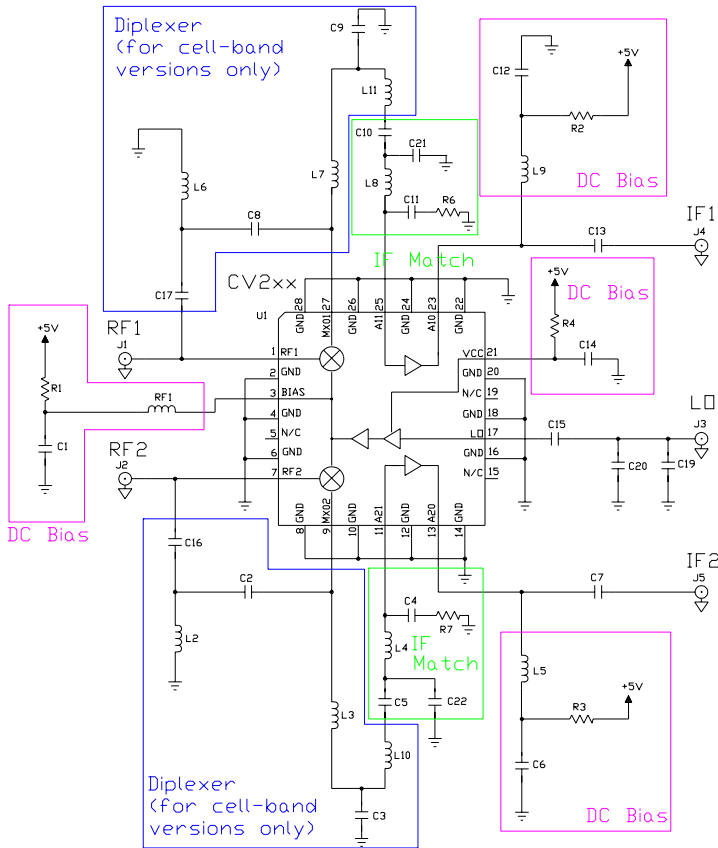 Diplexer
(for cell-band
versions only)
C9
L11
C10
C21
L8
C11
R6
IF Match
L7
L6
C8
C17
C12
+5V
R2
L9
DC Bias
IF1
J4
C13
CV2xx
U1
28
GND
27
MXO1
26
GND
25
A11
24
GND
23
A10
22
GND
+5V
DC Bias
R4
C14
+5V
R1
RF1
C1
DC Bias
RF1
J1
1
RF1
2
GND
3
BIAS
4
GND
5
N/C
6
GND
7
RF2
VCC
21
GND
20
N/C
19
GND
18
LO
17
GND
16
N/C
15
C15
LO
J3
C20
C19
RF2
J2
8
GND
9
MXO2
10
GND
11
A21
12
GND
13
A20
14
GND
C16
C2
L2
L3
C4
R7
L4
IF
Match
C5
C22
L10
C3
Diplexer
(for cell-band
versions only)
C7
IF2
J5
L5
+5V
R3
C6
DC Bias